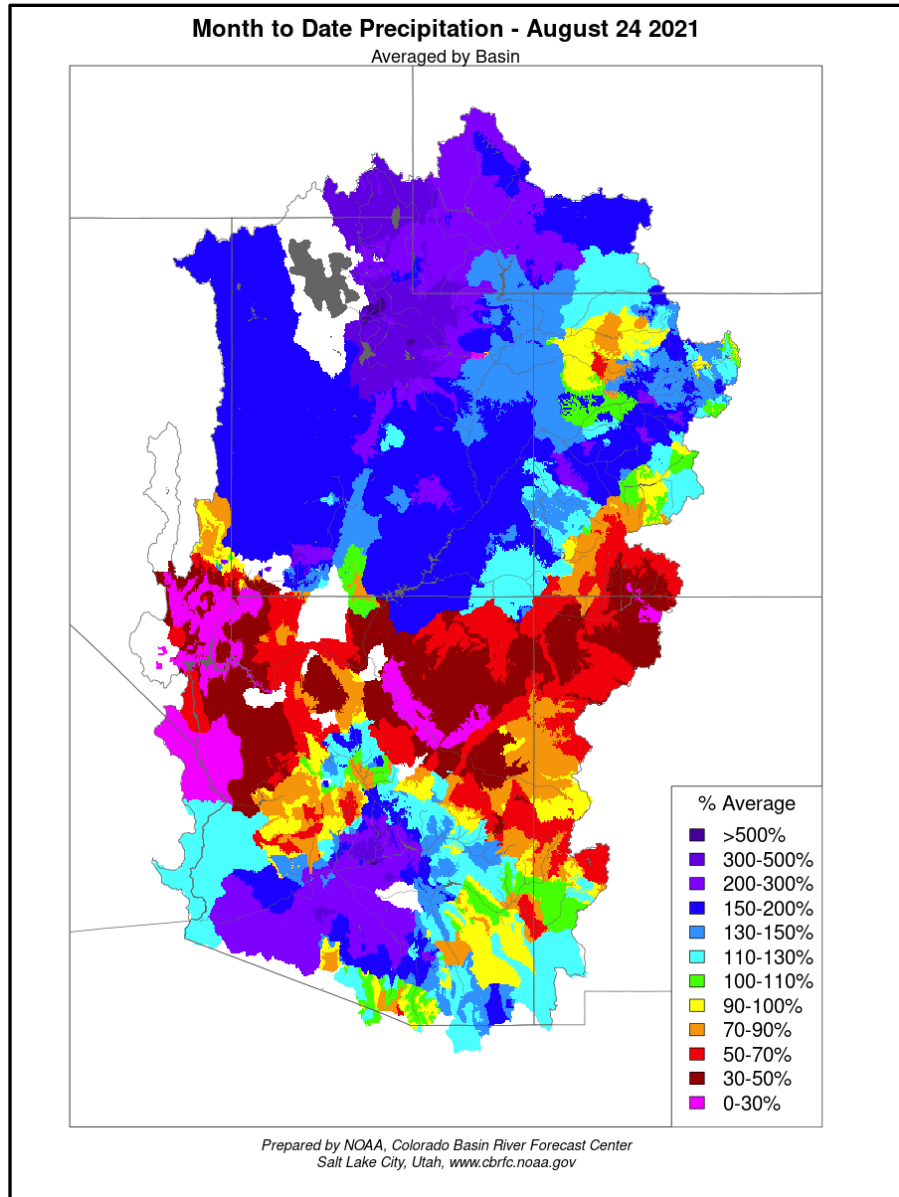 Month to Date Precipitation - August 24 2021
Averaged by Basin
% Average
>500%
300-500%
200-300%
150-200%
130-150%
110-130%
100-110%
90-100%
70-90%
50-70%
30-50%
0-30%
Prepared by NOAA, Colorado Basin River Forecast Center
Salt Lake City, Utah, www.cbrfc.noaa.gov